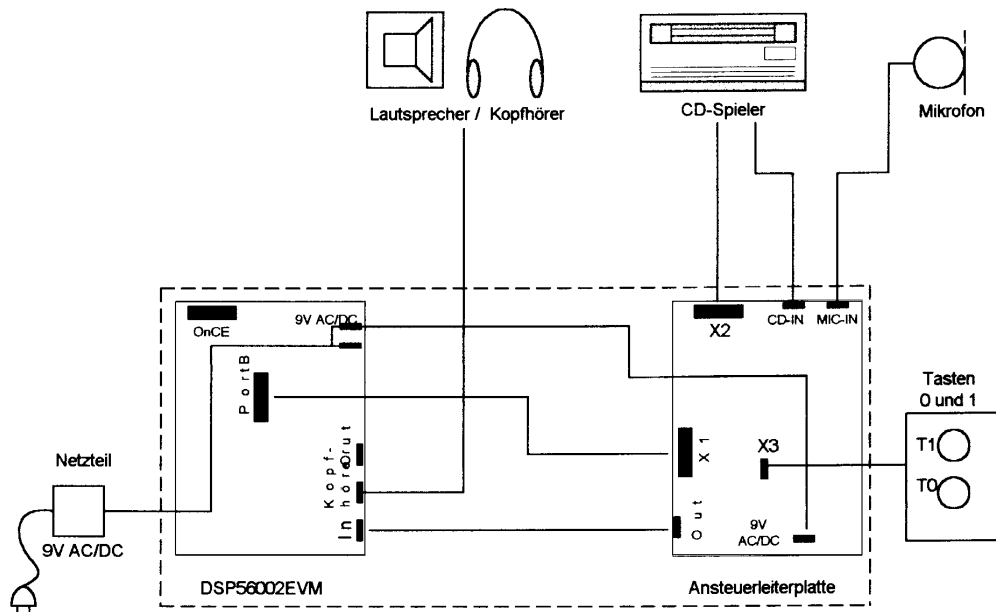 Lautsprecher / Kopfhörer
CD-Spieler
Mikrofon
OnCE
9V AC/DC
PortB
Kopf-
hörer
Out
In
X2
CD-IN
MIC-IN
X1
X3
Out
9V
AC/DC
Tasten
0 und 1
T1
T0
Netzteil
9V AC/DC
DSP56002EVM
Ansteuerleiterplatte